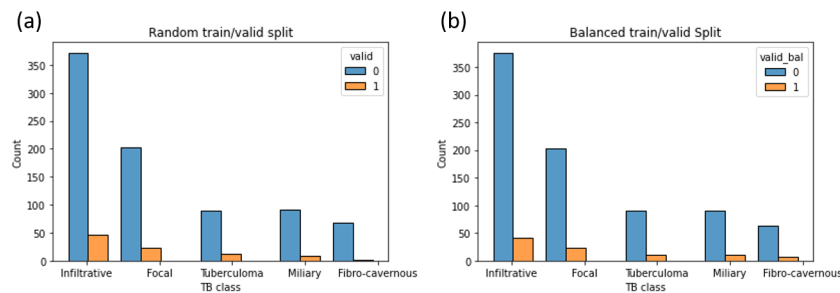 (a)
Random train/valid split
valid
0
1
350
300
250
200
150
100
50
0
Count
Infiltrative Focal Tuberculoma Miliary Fibro-cavernous
TB class
(b)
Balanced train/valid Split
valid_bal
0
1
350
300
250
200
150
100
50
0
Count
Infiltrative Focal Tuberculoma Miliary Fibro-cavernous
TB class